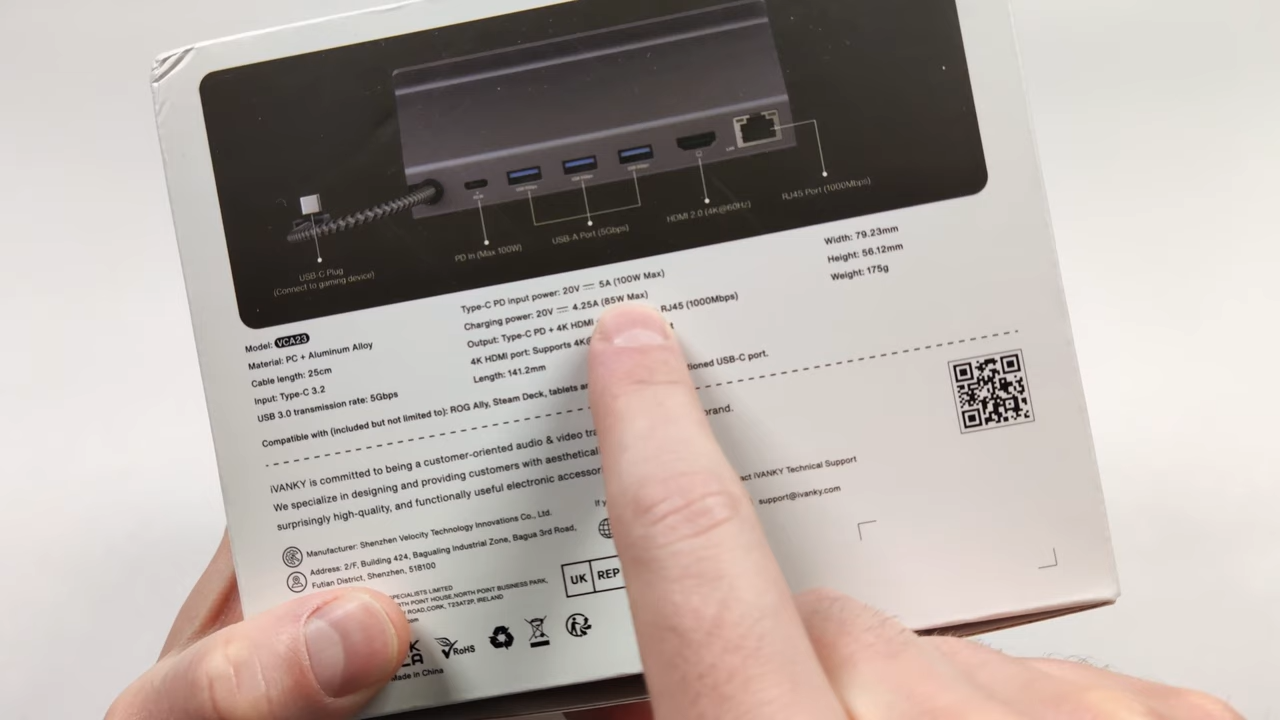 USB-C Plug
(Connect to gaming device)
PD In (Max 100W)
USB-A Port (5Gbps)
HDMI 2.0 (4K@60Hz)
RJ45 Port (1000Mbps)
Model: VCA23
Material: PC + Aluminum Alloy
Cable length: 25cm
Input: Type-C 3.2
USB 3.0 transmission rate: 5Gbps
Type-C PD input power: 20V ⎓ 5A (100W Max)
Charging power: 20V ⎓ 4.25A (85W Max)
Output: Type-C PD + 4K HDMI RJ45 (1000Mbps)
4K HDMI port: Supports
Length: 141.2mm
Width: 79.23mm
Height: 56.12mm
Weight: 175g
Compatible with (included but not limited to): ROG Ally, Steam Deck, tablets USB-C port.
iVANKY is committed to being a customer-oriented audio & video brand.
We specialize in designing and providing customers with
surprisingly high-quality, and functionally useful electronic
Manufacturer: Shenzhen Velocity Technology Innovations Co., Ltd.
Address: 2/F, Building 424, Bagualing Industrial Zone, Bagua 3rd Road,
Futian District, Shenzhen, 518100
iVANKY Technical Support
support@ivanky.com
SPECIALISTS LIMITED
POINT HOUSE, NORTH POINT BUSINESS PARK,
ROAD, CORK, T23AT2P, IRELAND
UK REP
RoHS
Made in China